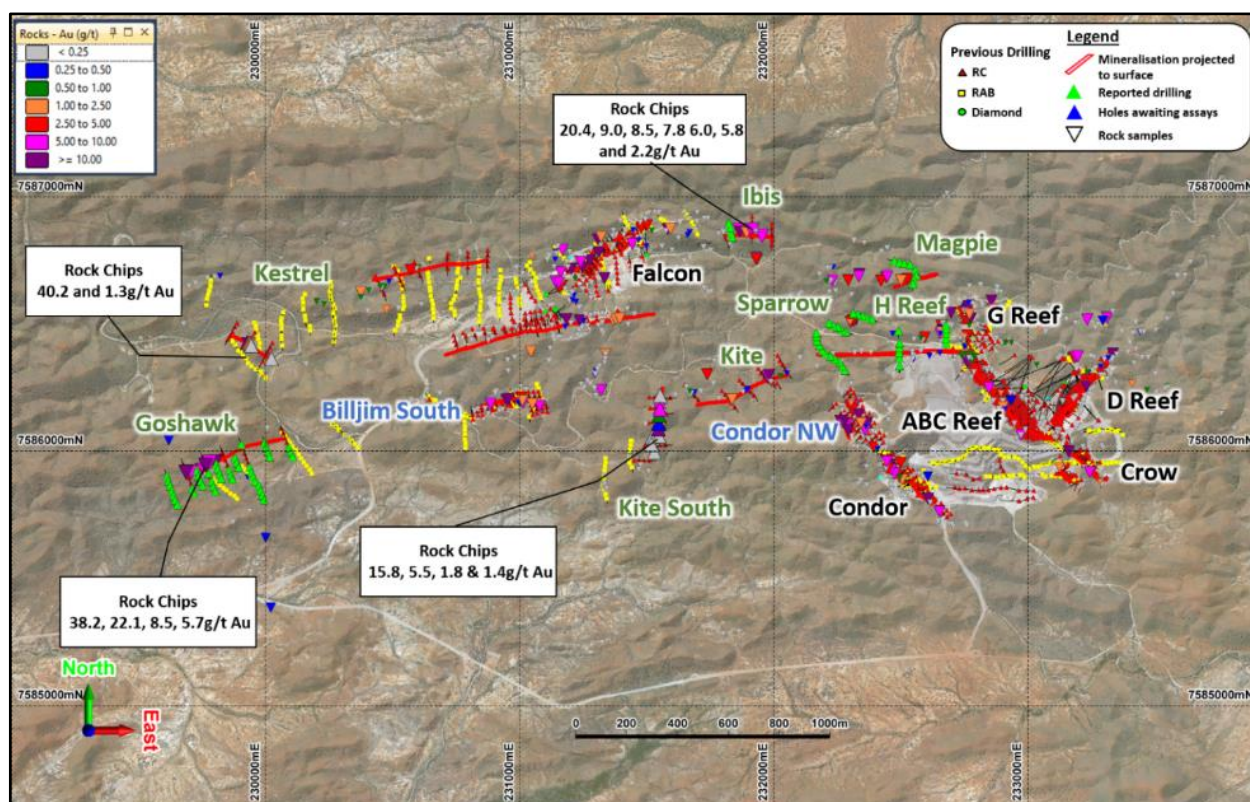 Rocks - Au (g/t)
< 0.25
0.25 to 0.50
0.50 to 1.00
1.00 to 2.50
2.50 to 5.00
5.00 to 10.00
>= 10.00
230000mE
231000mE
232000mE
Legend
Previous Drilling
RC
RAB
Diamond
Mineralisation projected
to surface
Reported drilling
Holes awaiting assays
Rock samples
Rock Chips
20.4, 9.0, 8.5, 7.8 6.0, 5.8
and 2.2g/t Au
7587000mN
7587000mN
Ibis
Magpie
Kestrel
Falcon
Rock Chips
40.2 and 1.3g/t Au
Sparrow
H Reef
G Reef
Kite
Billjim South
Goshawk
Condor NW
ABC Reef
D Reef
7586000mN
7586000mN
Crow
Kite South
Condor
Rock Chips
15.8, 5.5, 1.8 & 1.4g/t Au
Rock Chips
38.2, 22.1, 8.5, 5.7g/t Au
North
East
7585000mN
7585000mN
0 200 400 600 800 1000m
230000mE
231000mE
232000mE
233000mE